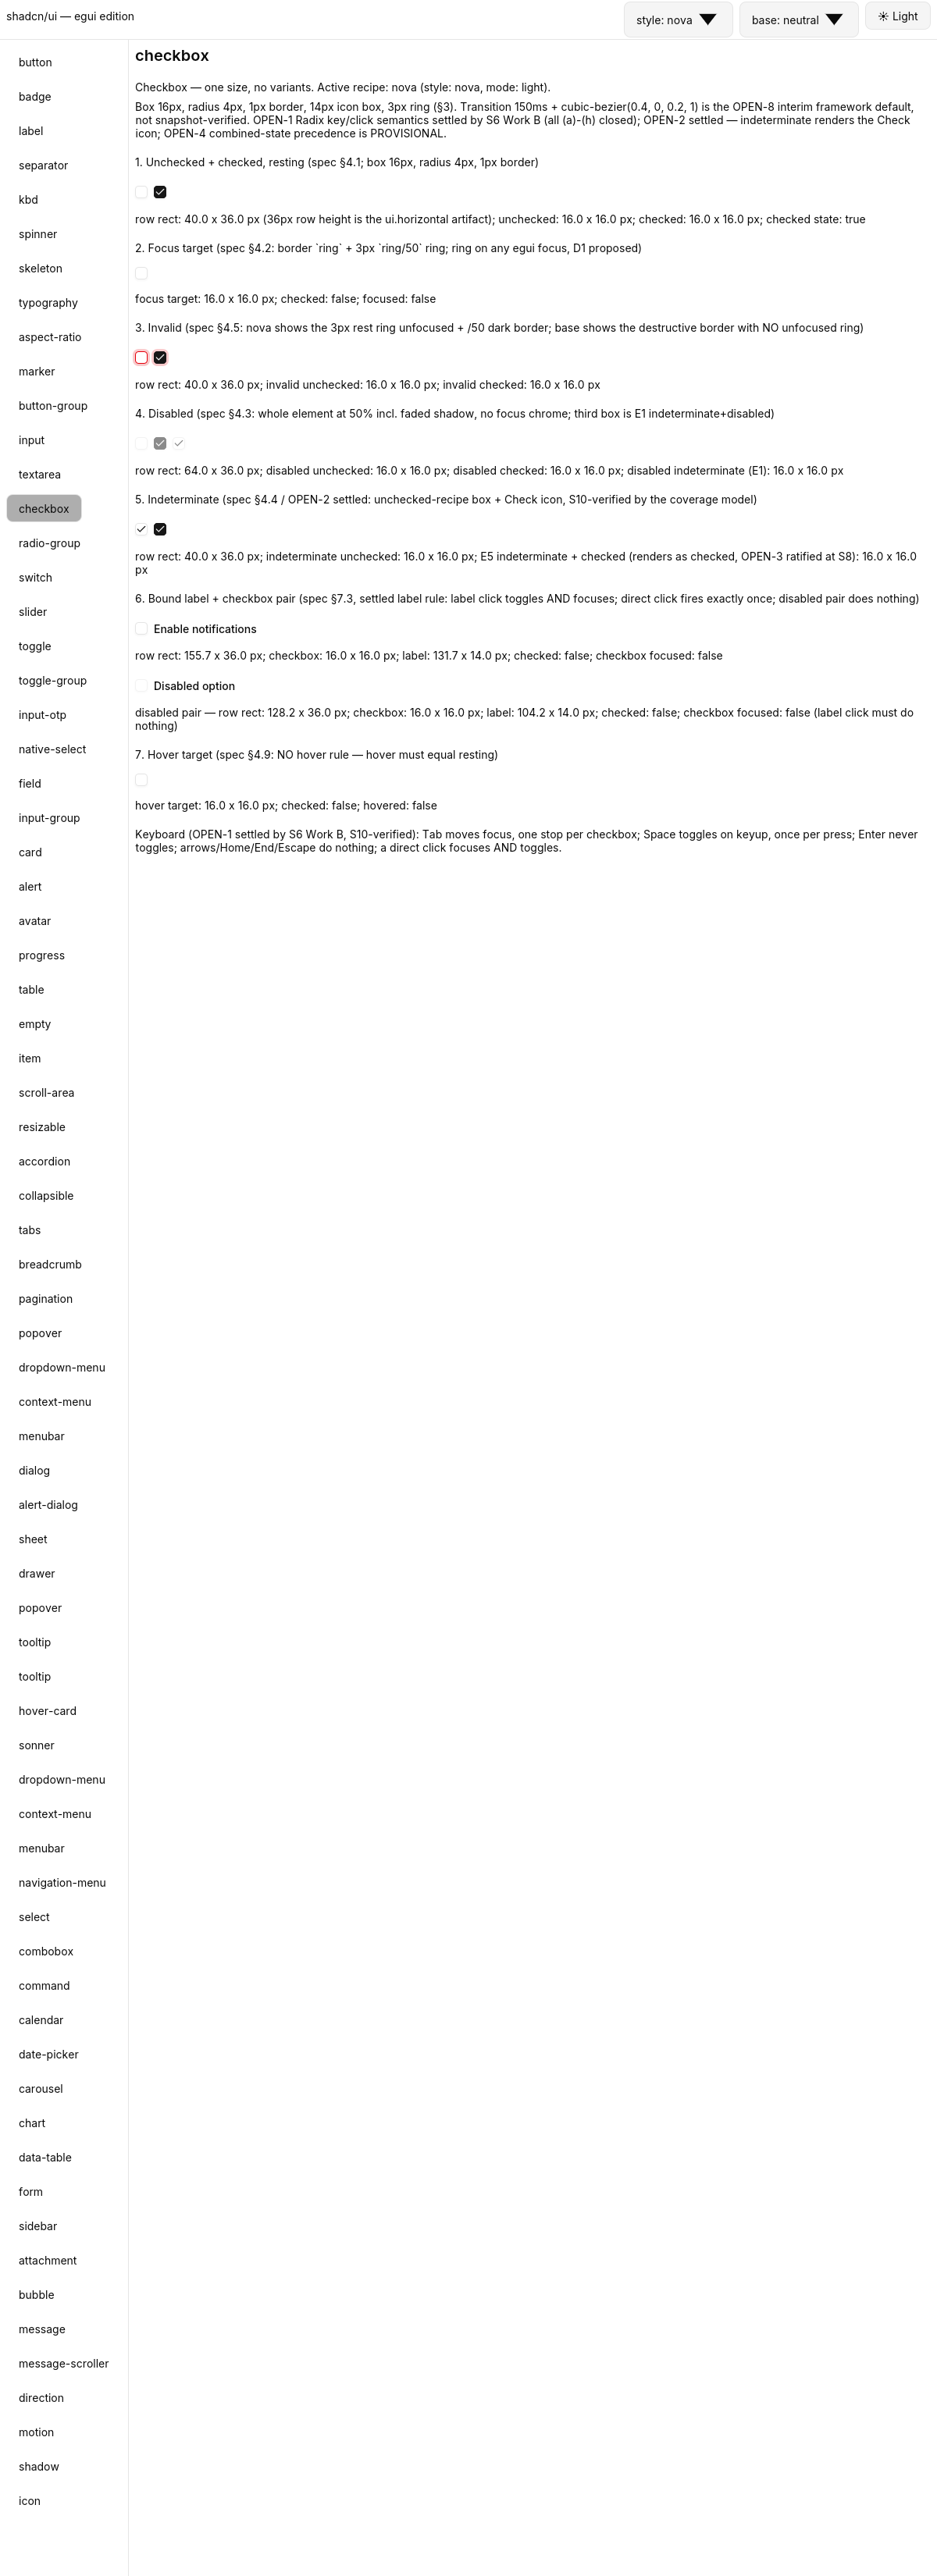 shadcn/ui — egui edition
style: nova
base: neutral
☀ Light
button
badge
label
separator
kbd
spinner
skeleton
typography
aspect-ratio
marker
button-group
input
textarea
checkbox
radio-group
switch
slider
toggle
toggle-group
input-otp
native-select
field
input-group
card
alert
avatar
progress
table
empty
item
scroll-area
resizable
accordion
collapsible
tabs
breadcrumb
pagination
popover
dropdown-menu
context-menu
menubar
dialog
alert-dialog
sheet
drawer
popover
tooltip
tooltip
hover-card
sonner
dropdown-menu
context-menu
menubar
navigation-menu
select
combobox
command
calendar
date-picker
carousel
chart
data-table
form
sidebar
attachment
bubble
message
message-scroller
direction
motion
shadow
icon
checkbox
Checkbox — one size, no variants. Active recipe: nova (style: nova, mode: light).
Box 16px, radius 4px, 1px border, 14px icon box, 3px ring (§3). Transition 150ms + cubic-bezier(0.4, 0, 0.2, 1) is the OPEN-8 interim framework default,
not snapshot-verified. OPEN-1 Radix key/click semantics settled by S6 Work B (all (a)-(h) closed); OPEN-2 settled — indeterminate renders the Check
icon; OPEN-4 combined-state precedence is PROVISIONAL.
1. Unchecked + checked, resting (spec §4.1; box 16px, radius 4px, 1px border)
row rect: 40.0 x 36.0 px (36px row height is the ui.horizontal artifact); unchecked: 16.0 x 16.0 px; checked: 16.0 x 16.0 px; checked state: true
2. Focus target (spec §4.2: border `ring` + 3px `ring/50` ring; ring on any egui focus, D1 proposed)
focus target: 16.0 x 16.0 px; checked: false; focused: false
3. Invalid (spec §4.5: nova shows the 3px rest ring unfocused + /50 dark border; base shows the destructive border with NO unfocused ring)
row rect: 40.0 x 36.0 px; invalid unchecked: 16.0 x 16.0 px; invalid checked: 16.0 x 16.0 px
4. Disabled (spec §4.3: whole element at 50% incl. faded shadow, no focus chrome; third box is E1 indeterminate+disabled)
row rect: 64.0 x 36.0 px; disabled unchecked: 16.0 x 16.0 px; disabled checked: 16.0 x 16.0 px; disabled indeterminate (E1): 16.0 x 16.0 px
5. Indeterminate (spec §4.4 / OPEN-2 settled: unchecked-recipe box + Check icon, S10-verified by the coverage model)
row rect: 40.0 x 36.0 px; indeterminate unchecked: 16.0 x 16.0 px; E5 indeterminate + checked (renders as checked, OPEN-3 ratified at S8): 16.0 x 16.0
px
6. Bound label + checkbox pair (spec §7.3, settled label rule: label click toggles AND focuses; direct click fires exactly once; disabled pair does nothing)
Enable notifications
row rect: 155.7 x 36.0 px; checkbox: 16.0 x 16.0 px; label: 131.7 x 14.0 px; checked: false; checkbox focused: false
Disabled option
disabled pair — row rect: 128.2 x 36.0 px; checkbox: 16.0 x 16.0 px; label: 104.2 x 14.0 px; checked: false; checkbox focused: false (label click must do
nothing)
7. Hover target (spec §4.9: NO hover rule — hover must equal resting)
hover target: 16.0 x 16.0 px; checked: false; hovered: false
Keyboard (OPEN-1 settled by S6 Work B, S10-verified): Tab moves focus, one stop per checkbox; Space toggles on keyup, once per press; Enter never
toggles; arrows/Home/End/Escape do nothing; a direct click focuses AND toggles.